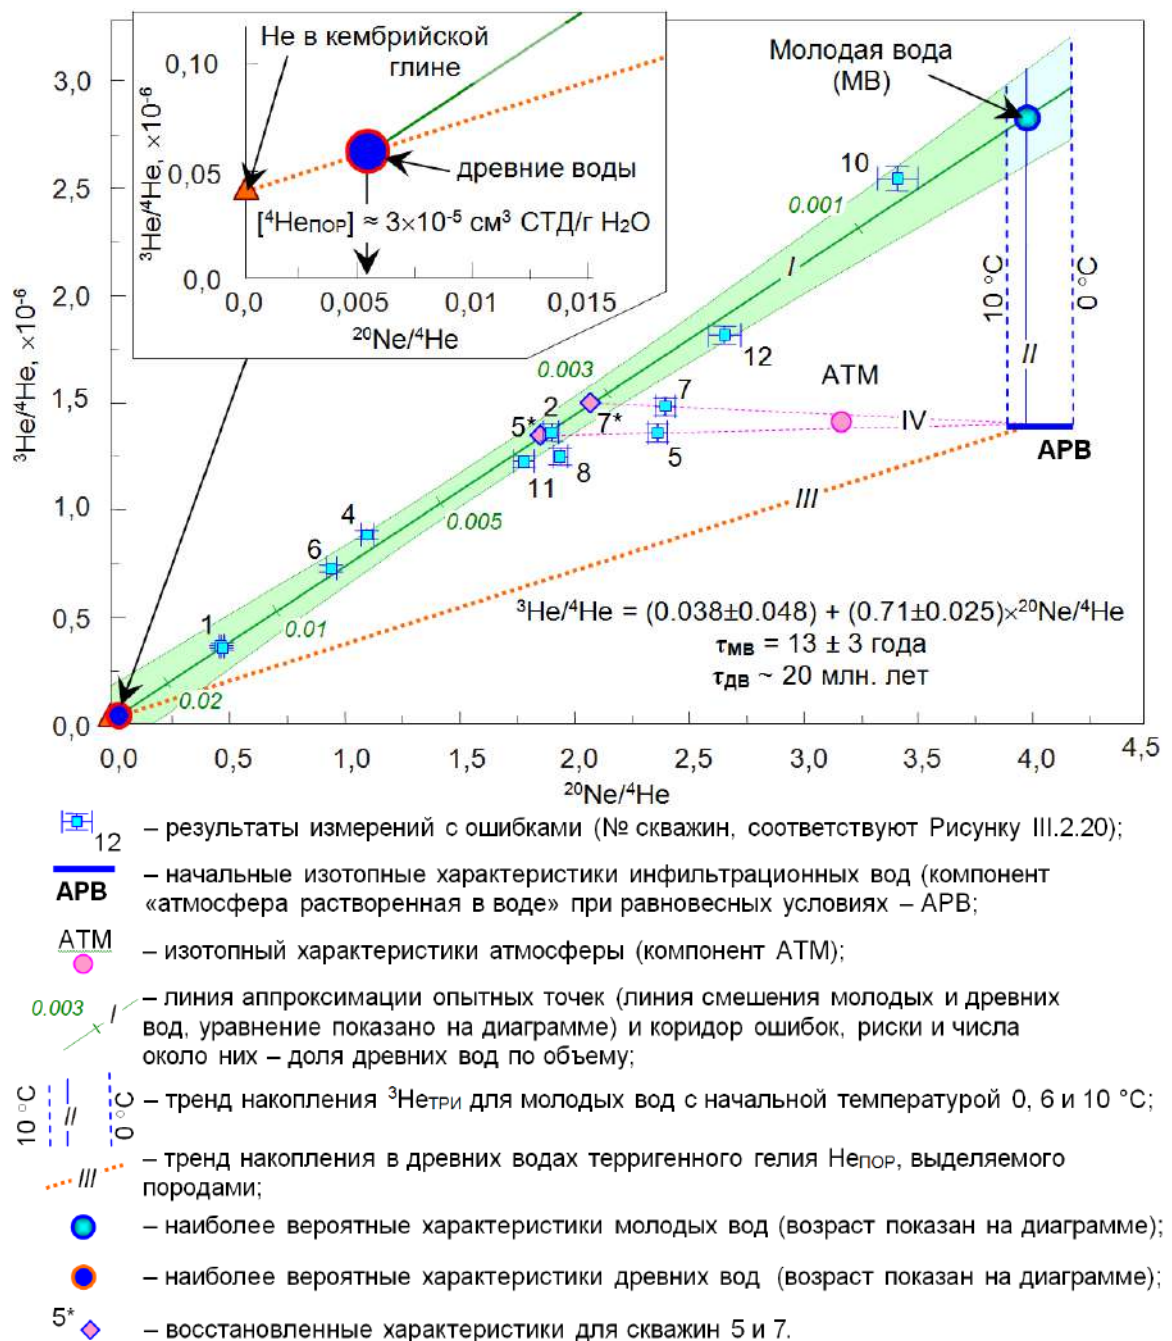 Не в кембрийской
глине
0,10
0,05
0,0
³He/⁴He, ×10⁻⁶
древние воды
[⁴Heпор] ≈ 3×10⁻⁵ см³ СТД/г H₂O
0,0 0,005 0,01 0,015
²⁰Ne/⁴He
Молодая вода
(МВ)
3,0
2,5
2,0
1,5
1,0
0,5
0,0
³He/⁴He, ×10⁻⁶
10
0.001
I
10 °C
0 °C
II
12
0.003
АТМ
7
2
5*
7*
IV
5
АРВ
11
8
III
4
0.005
6
³He/⁴He = (0.038±0.048) + (0.71±0.025)×²⁰Ne/⁴He
1
0.01
τМВ = 13 ± 3 года
τДВ ~ 20 млн. лет
0.02
0,0 0,5 1,0 1,5 2,0 2,5 3,0 3,5 4,0 4,5
²⁰Ne/⁴He
12 – результаты измерений с ошибками (№ скважин, соответствуют Рисунку III.2.20);
АРВ – начальные изотопные характеристики инфильтрационных вод (компонент
«атмосфера растворенная в воде» при равновесных условиях – АРВ;
АТМ – изотопный характеристики атмосферы (компонент АТМ);
0.003 I – линия аппроксимации опытных точек (линия смешения молодых и древних
вод, уравнение показано на диаграмме) и коридор ошибок, риски и числа
около них – доля древних вод по объему;
10 °C II 0 °C – тренд накопления ³НеТРИ для молодых вод с начальной температурой 0, 6 и 10 °C;
III – тренд накопления в древних водах терригенного гелия НеПОР, выделяемого
породами;
– наиболее вероятные характеристики молодых вод (возраст показан на диаграмме);
– наиболее вероятные характеристики древних вод (возраст показан на диаграмме);
5* – восстановленные характеристики для скважин 5 и 7.